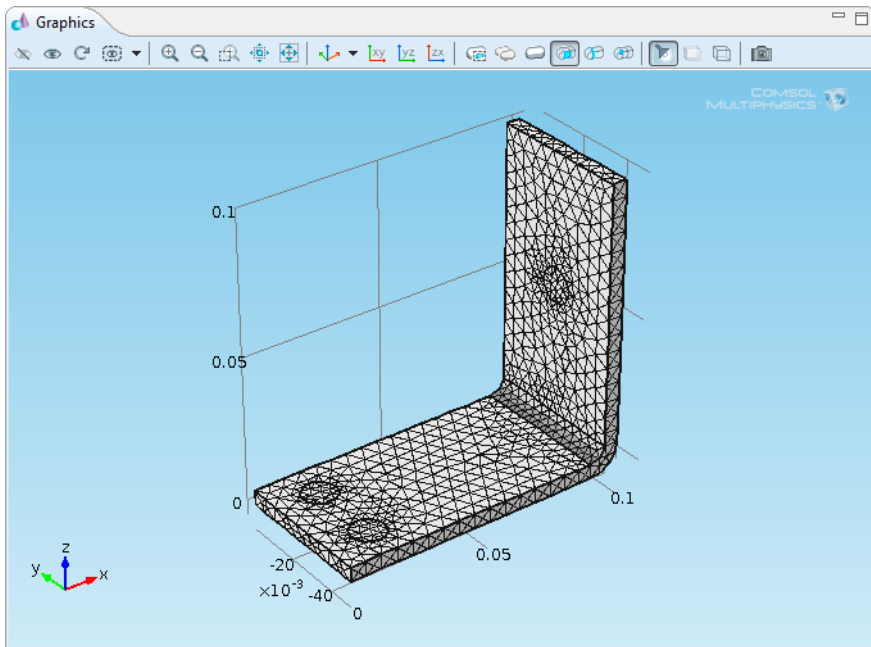 Graphics
xy yz zx
COMSOL
MULTIPHYSICS
0.1
0.05
0
0.1
0.05
-20
×10⁻³ -40
0
z
y
x